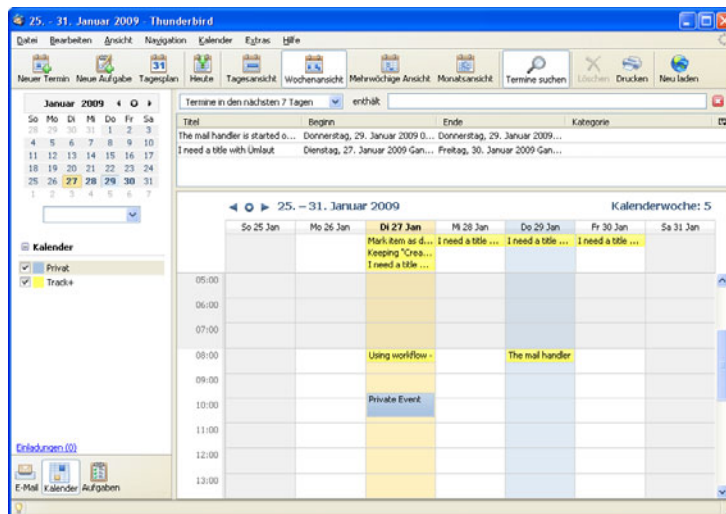 25. - 31. Januar 2009 - Thunderbird
Datei Bearbeiten Ansicht Navigation Kalender Extras Hilfe
31
Neuer Termin Neue Aufgabe Tagesplan Heute Tagesansicht Wochenansicht Mehrwöchige Ansicht Monatsansicht Termine suchen Löschen Drucken Neu laden
Januar 2009
So Mo Di Mi Do Fr Sa
28 29 30 31 1 2 3
4 5 6 7 8 9 10
11 12 13 14 15 16 17
18 19 20 21 22 23 24
25 26 27 28 29 30 31
1 2 3 4 5 6 7
Kalender
Privat
Track+
Einladungen (0)
E-Mail Kalender Aufgaben
Termine in den nächsten 7 Tagen enthält
Titel Beginn Ende Kategorie
The mail handler is started o... Donnerstag, 29. Januar 2009 0... Donnerstag, 29. Januar 2009...
I need a title with Umlaut Dienstag, 27. Januar 2009 Gan... Freitag, 30. Januar 2009 Gan...
25. – 31. Januar 2009 Kalenderwoche: 5
So 25 Jan Mo 26 Jan Di 27 Jan Mi 28 Jan Do 29 Jan Fr 30 Jan Sa 31 Jan
Mark item as d... I need a title ... I need a title ... I need a title ...
Keeping "Crea...
I need a title ...
05:00
06:00
07:00
08:00 Using workflow - The mail handler
09:00
10:00 Private Event
11:00
12:00
13:00